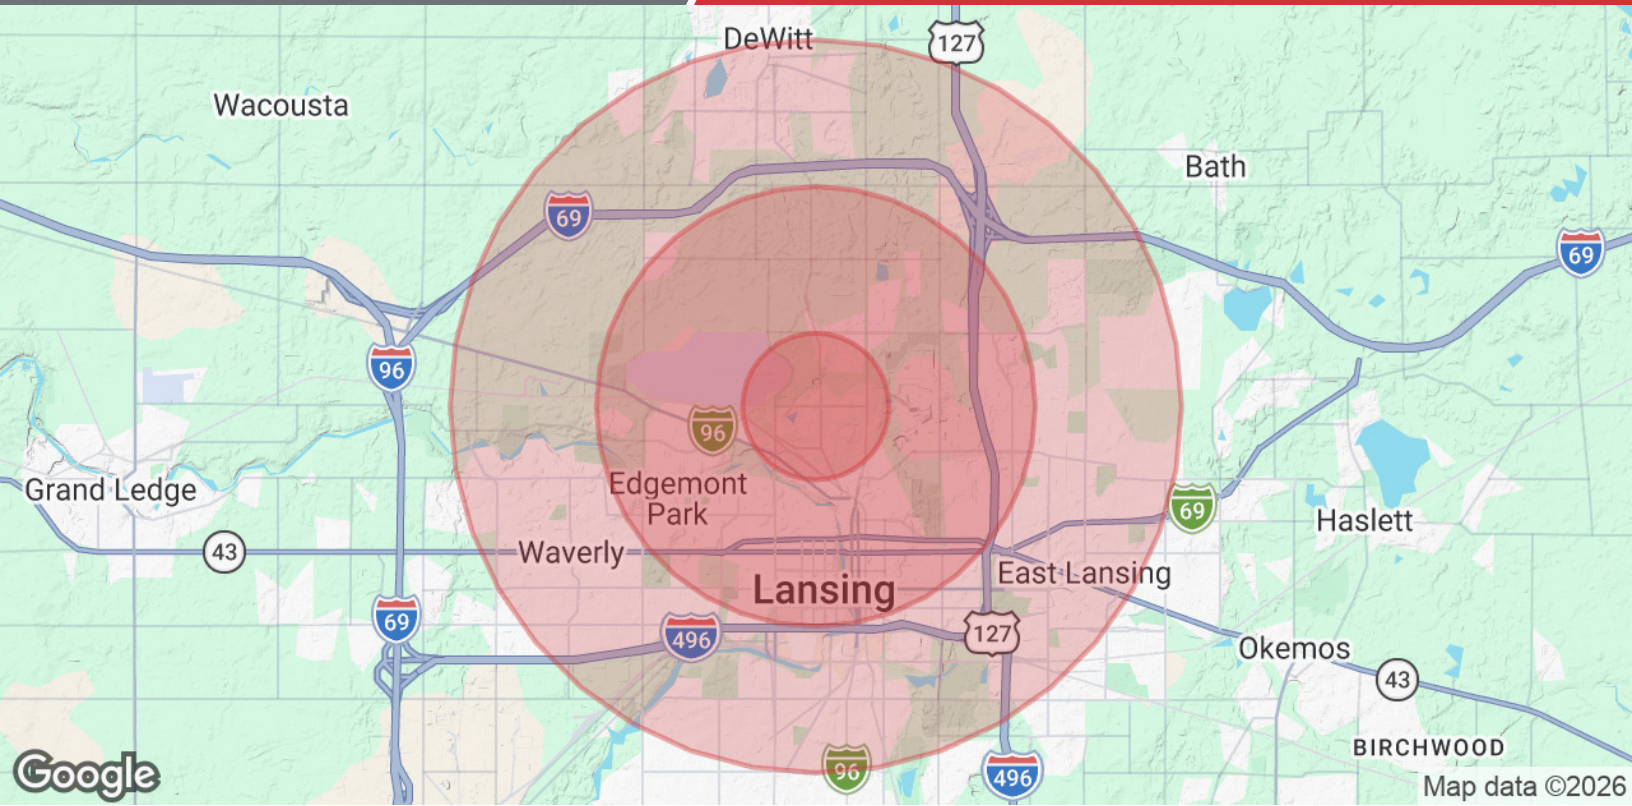 DeWitt
127
Wacousta
Bath
69
69
96
96
Edgemont
Park
Grand Ledge
69
Haslett
43
Waverly
East Lansing
Lansing
69
496
127
Okemos
43
BIRCHWOOD
Google
96
496
Map data ©2026